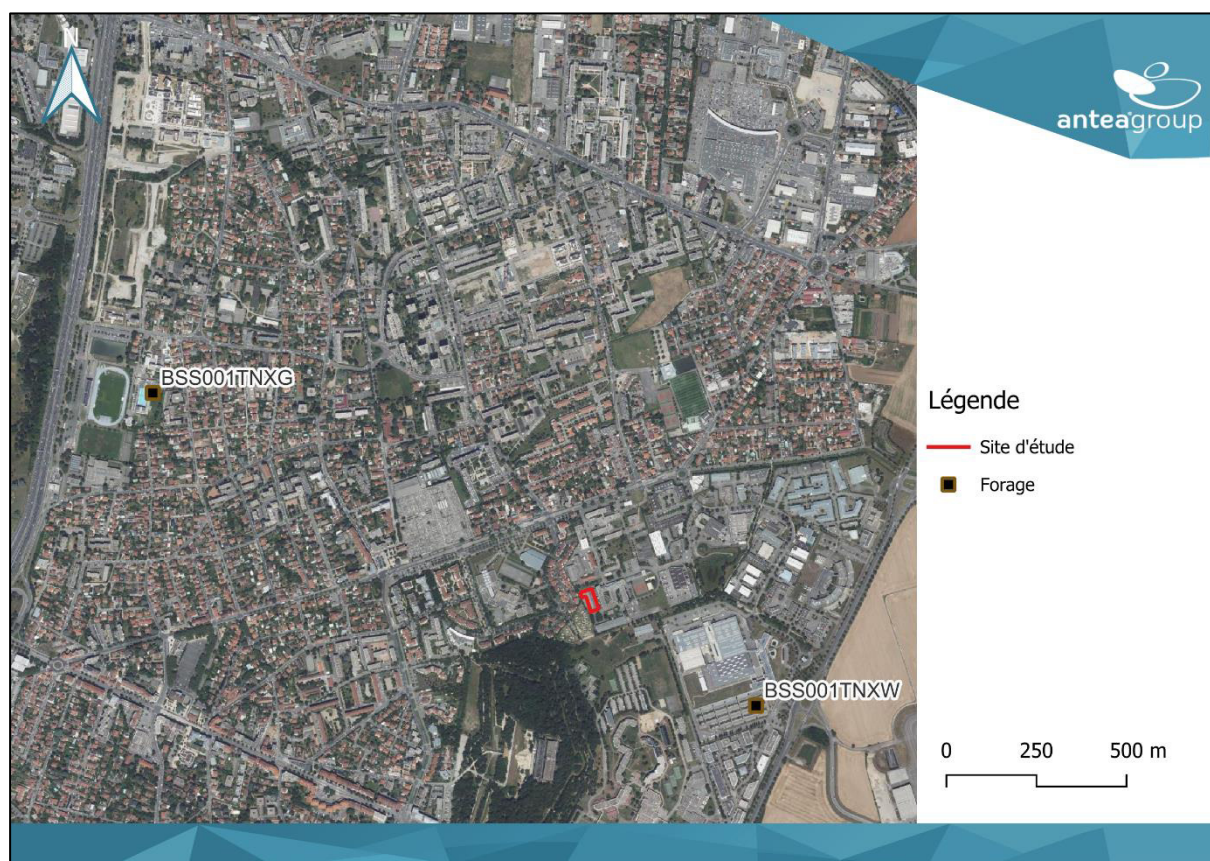 N
anteagroup
BSS001TNXG
BSS001TNXW
Légende
Site d'étude
Forage
0 250 500 m